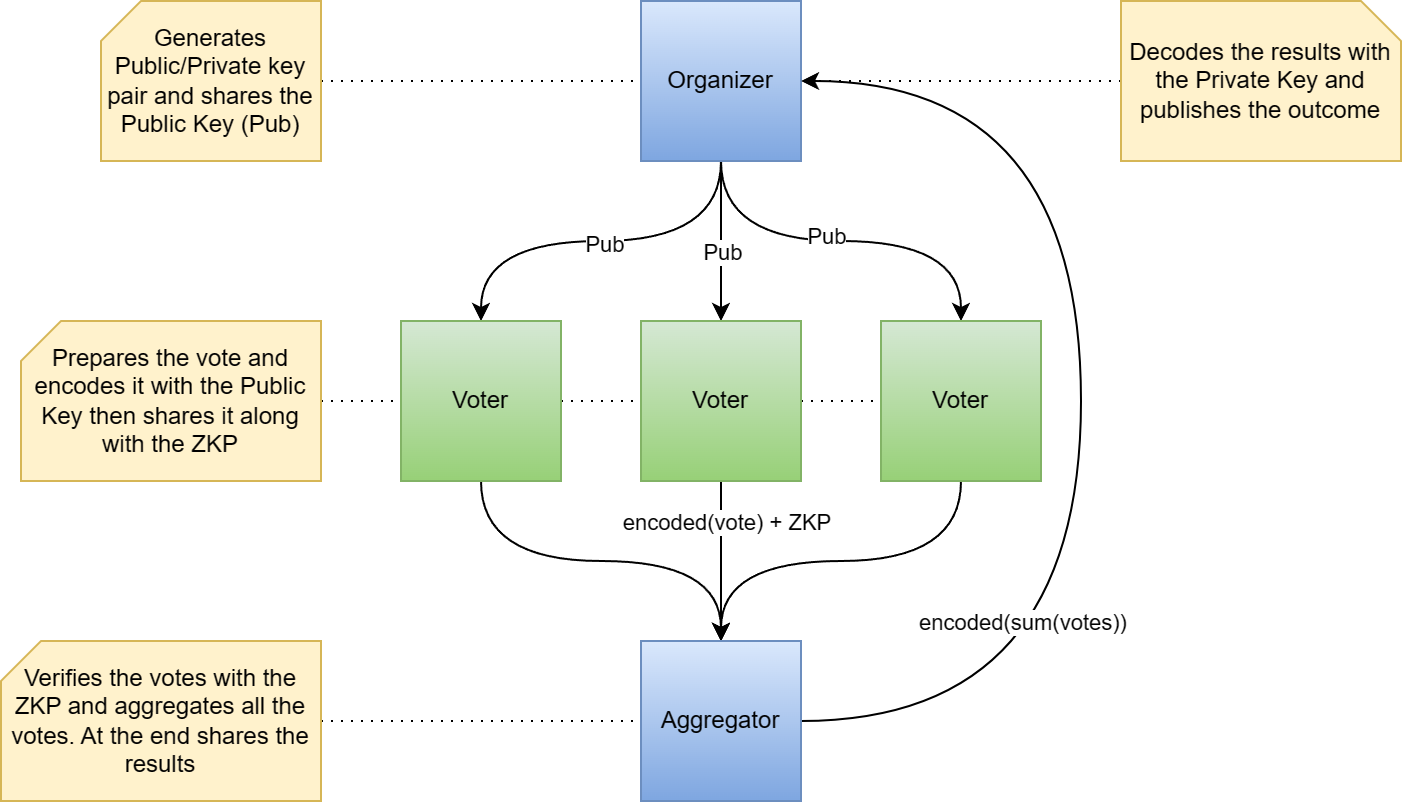 Generates
Public/Private key
pair and shares the
Public Key (Pub)
Organizer
Decodes the results with
the Private Key and
publishes the outcome
Pub
Pub
Pub
Prepares the vote and
encodes it with the Public
Key then shares it along
with the ZKP
Voter
Voter
Voter
encoded(vote) + ZKP
encoded(sum(votes))
Verifies the votes with the
ZKP and aggregates all the
votes. At the end shares the
results
Aggregator